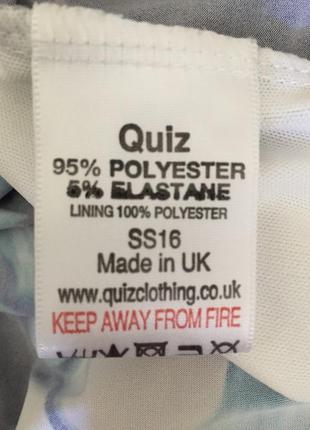 Quiz
95% POLYESTER
5% ELASTANE
LINING 100% POLYESTER
SS16
Made in UK
www.quizclothing.co.uk
KEEP AWAY FROM FIRE